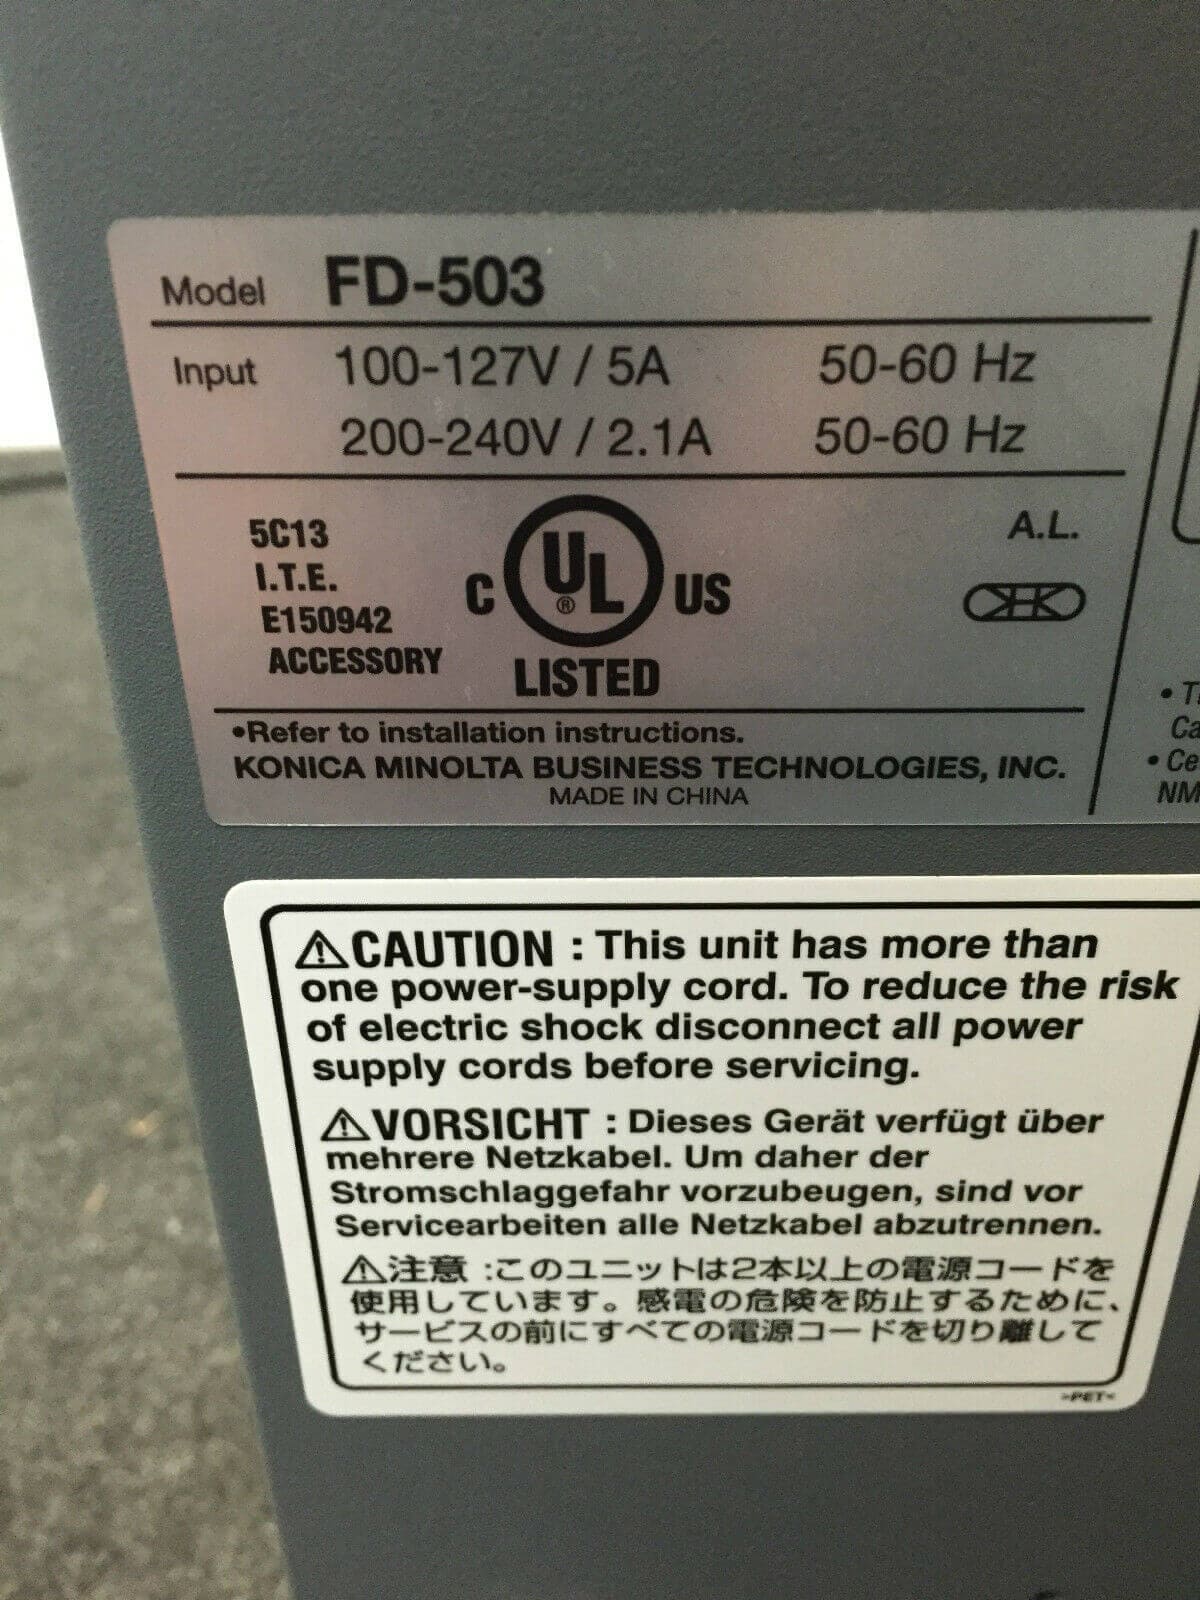 Model FD-503
Input 100-127V / 5A 50-60 Hz
200-240V / 2.1A 50-60 Hz
5C13
I.T.E.
E150942
ACCESSORY
C UL ® US
LISTED
A.L.
•Refer to installation instructions.
KONICA MINOLTA BUSINESS TECHNOLOGIES, INC.
MADE IN CHINA
• Ce
NM
⚠CAUTION : This unit has more than
one power-supply cord. To reduce the risk
of electric shock disconnect all power
supply cords before servicing.
⚠VORSICHT : Dieses Gerät verfügt über
mehrere Netzkabel. Um daher der
Stromschlaggefahr vorzubeugen, sind vor
Servicearbeiten alle Netzkabel abzutrennen.
⚠注意 :このユニットは2本以上の電源コードを
使用しています。感電の危険を防止するために、
サービスの前にすべての電源コードを切り離して
ください。
>PET<